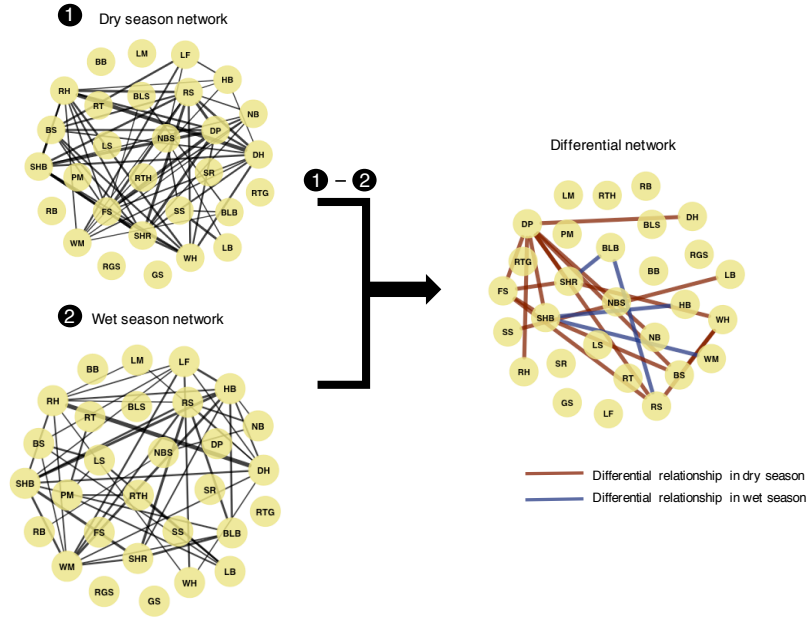 1 Dry season network
LM
LF
BB
HB
RH
BLS
RS
RT
NB
BS
DP
NBS
LS
DH
SHB
SR
PM
RTH
RTG
RB
FS
SS
BLB
SHR
WM
LB
WH
RGS
GS
1 – 2
2 Wet season network
LM
LF
BB
HB
RH
BLS
RS
RT
NB
BS
DP
NBS
LS
DH
SHB
PM
RTH
SR
RTG
RB
FS
SS
BLB
SHR
WM
LB
WH
RGS
GS
Differential network
RB
LM
RTH
DH
DP
BLS
PM
BLB
RGS
RTG
BB
LB
SHR
FS
NBS
HB
SHB
WH
SS
NB
LS
WM
SR
RH
RT
BS
GS
LF
RS
Differential relationship in dry season
Differential relationship in wet season